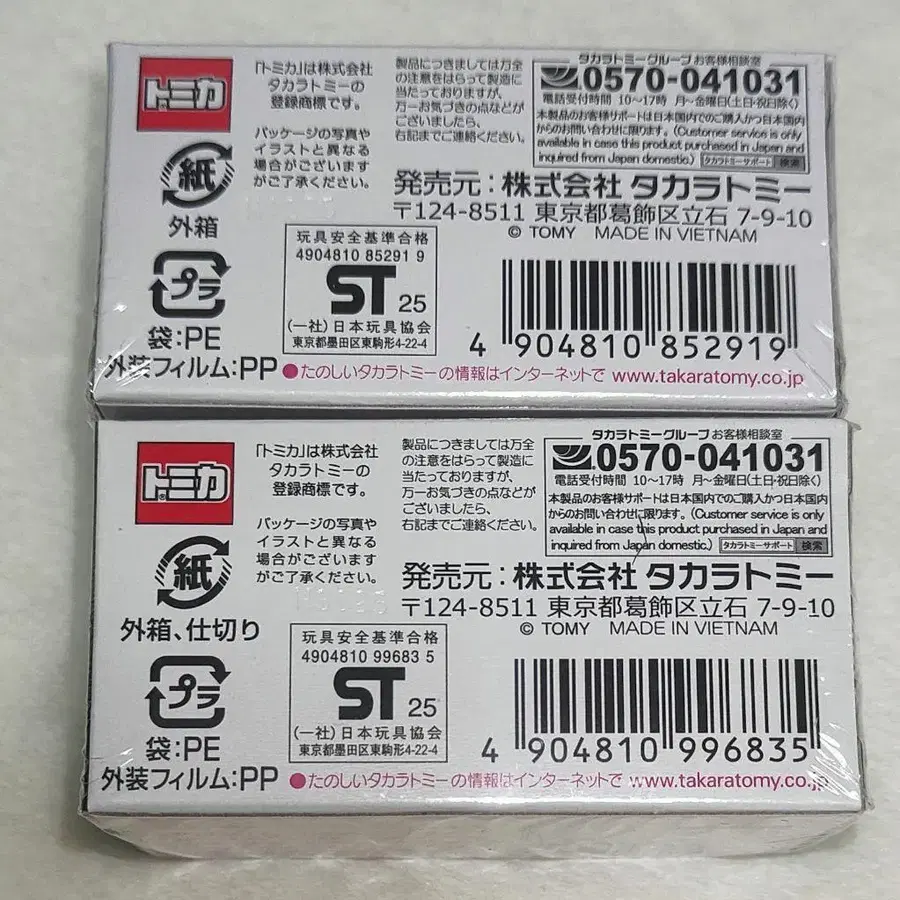 トミカ
「トミカ」は株式会社
タカラトミーの
登録商標です。
パッケージの写真や
イラストと異なる
場合がございます
がご了承ください。
製品につきましては万全
の注意をはらって製造に
当たっておりますが、
万一お気づきの点などが
ございましたら、
右記までご連絡ください。
タカラトミーグループお客様相談室
0570-041031
電話受付時間 10〜17時 月〜金曜日(土日・祝日除く)
本製品のお客様サポートは日本国内でのご購入かつ日本国内
からのお問い合わせに限ります。(Customer service is only
available in case this product purchased in Japan and
inquired from Japan domestic.) タカラトミーサポート 検索
発売元:株式会社 タカラトミー
〒124-8511 東京都葛飾区立石 7-9-10
© TOMY MADE IN VIETNAM
紙
外箱
プラ
袋:PE
外装フィルム:PP
玩具安全基準合格
4904810 85291 9
ST 25
(一社)日本玩具協会
東京都墨田区東駒形4-22-4
4 904810 852919
●たのしいタカラトミーの情報はインターネットで www.takaratomy.co.jp
トミカ
「トミカ」は株式会社
タカラトミーの
登録商標です。
パッケージの写真や
イラストと異なる
場合がございます
がご了承ください。
製品につきましては万全
の注意をはらって製造に
当たっておりますが、
万一お気づきの点などが
ございましたら、
右記までご連絡ください。
タカラトミーグループお客様相談室
0570-041031
電話受付時間 10〜17時 月〜金曜日(土日・祝日除く)
本製品のお客様サポートは日本国内でのご購入かつ日本国内
からのお問い合わせに限ります。(Customer service is only
available in case this product purchased in Japan and
inquired from Japan domestic.) タカラトミーサポート 検索
発売元:株式会社 タカラトミー
〒124-8511 東京都葛飾区立石 7-9-10
© TOMY MADE IN VIETNAM
紙
外箱、仕切り
プラ
袋:PE
外装フィルム:PP
玩具安全基準合格
4904810 99683 5
ST 25
(一社)日本玩具協会
東京都墨田区東駒形4-22-4
4 904810 996835
●たのしいタカラトミーの情報はインターネットで www.takaratomy.co.jp